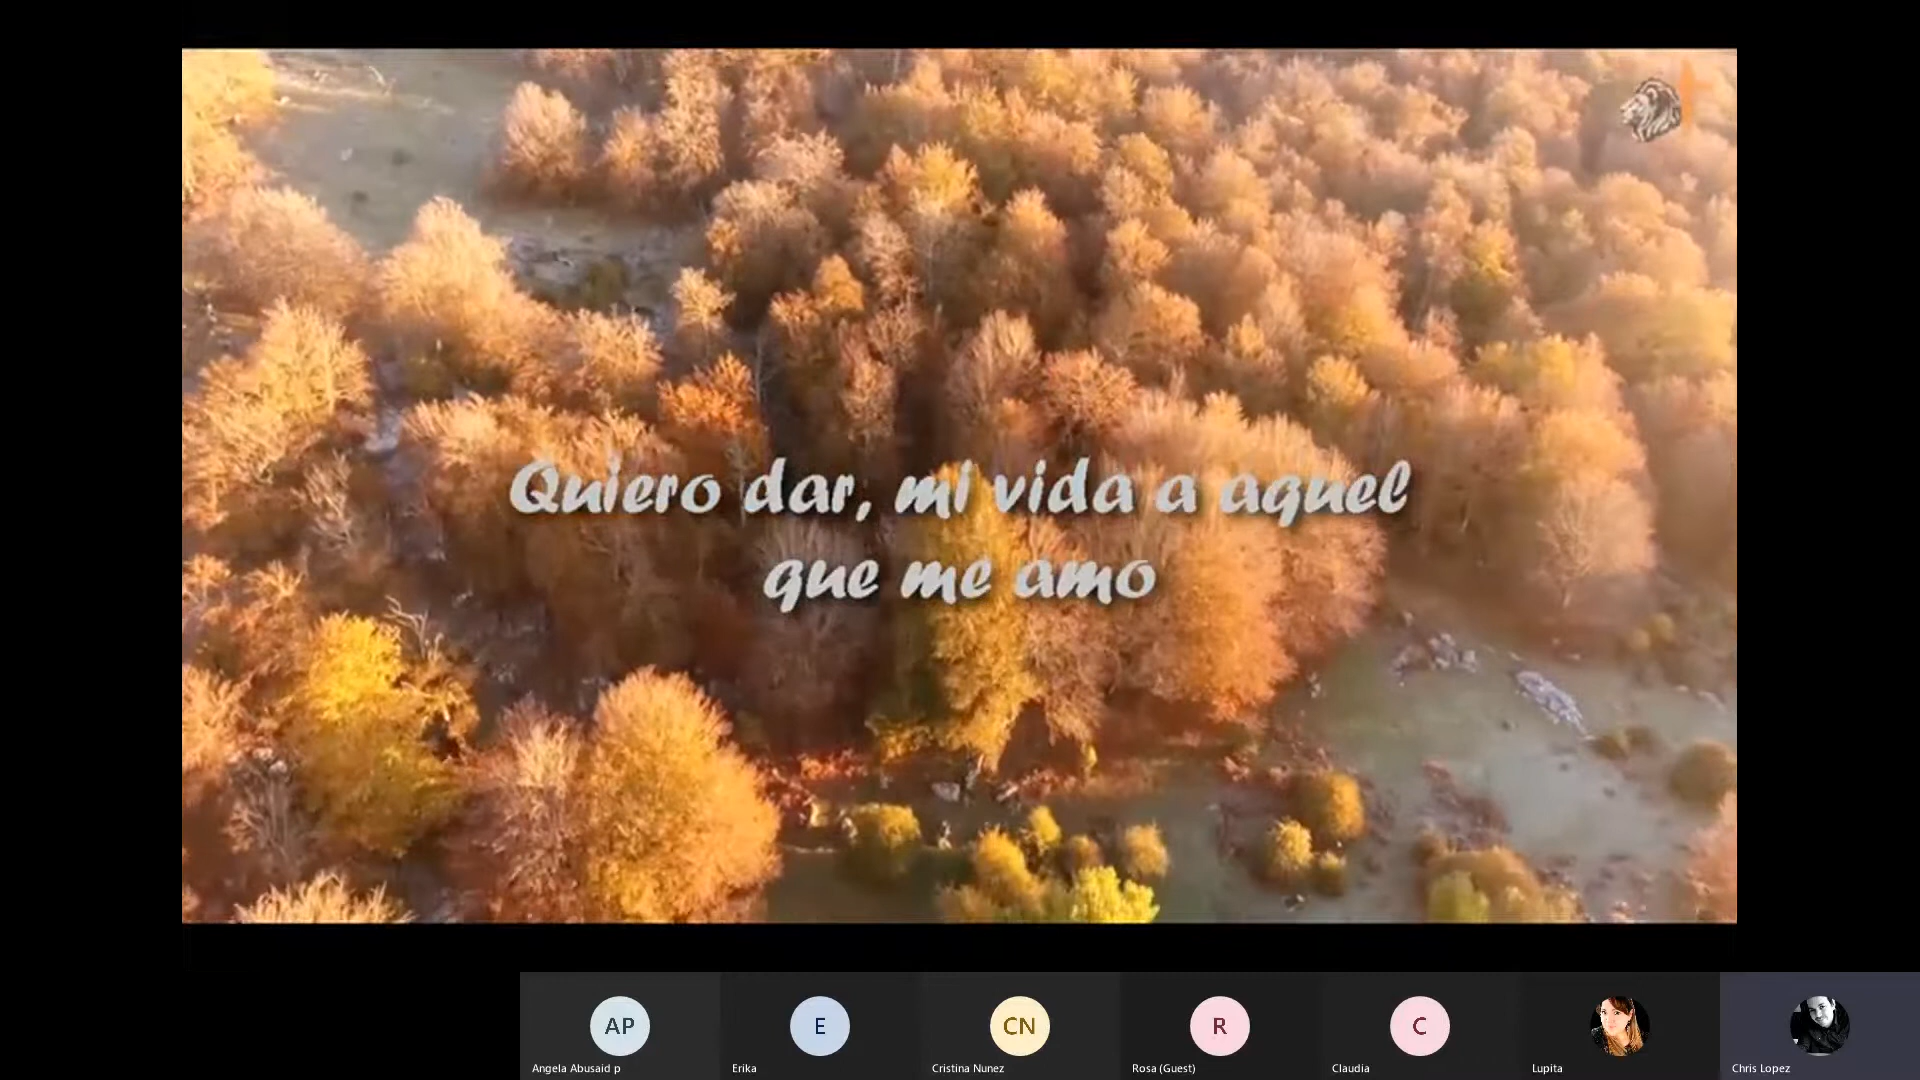 Quiero dar, mi vida a aquel
que me amo
AP
E
CN
R
C
Angela Abusaid p
Erika
Cristina Nunez
Rosa (Guest)
Claudia
Lupita
Chris Lopez